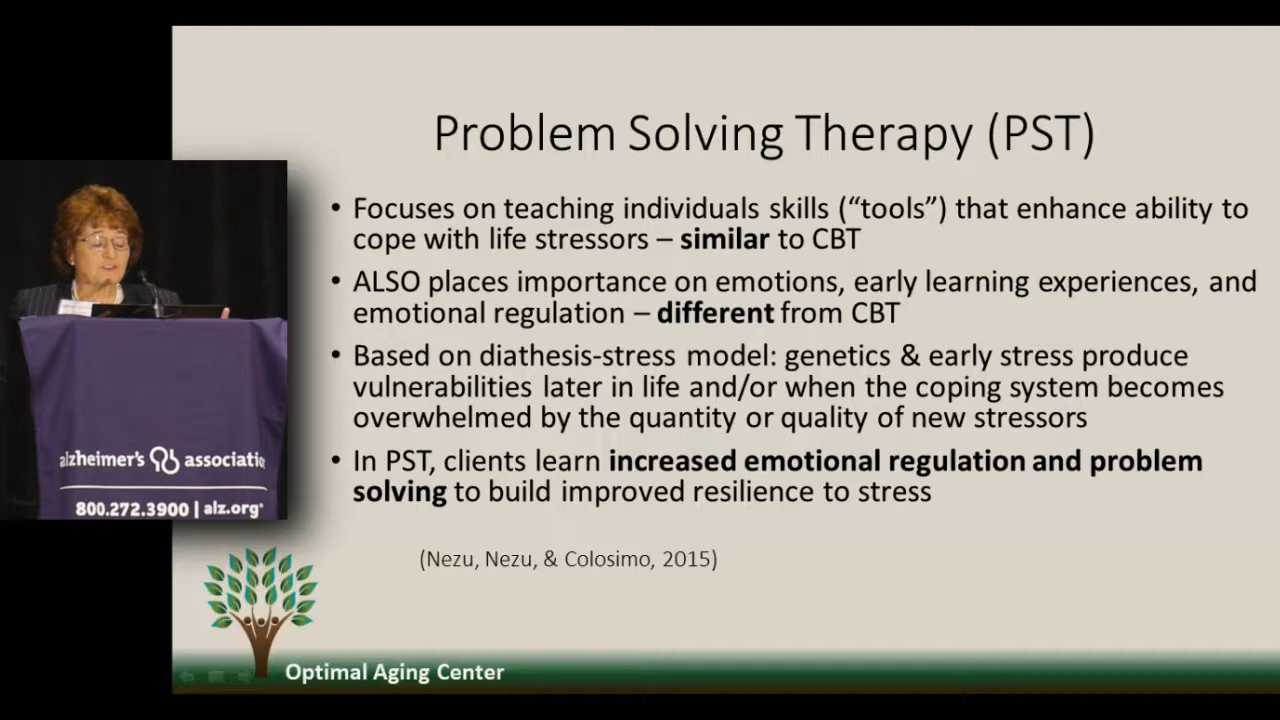 Problem Solving Therapy (PST)
• Focuses on teaching individuals skills (“tools”) that enhance ability to
cope with life stressors – similar to CBT
• ALSO places importance on emotions, early learning experiences, and
emotional regulation – different from CBT
• Based on diathesis-stress model: genetics & early stress produce
vulnerabilities later in life and/or when the coping system becomes
overwhelmed by the quantity or quality of new stressors
• In PST, clients learn increased emotional regulation and problem
solving to build improved resilience to stress
(Nezu, Nezu, & Colosimo, 2015)
alzheimer's associatio
800.272.3900 | alz.org®
Optimal Aging Center